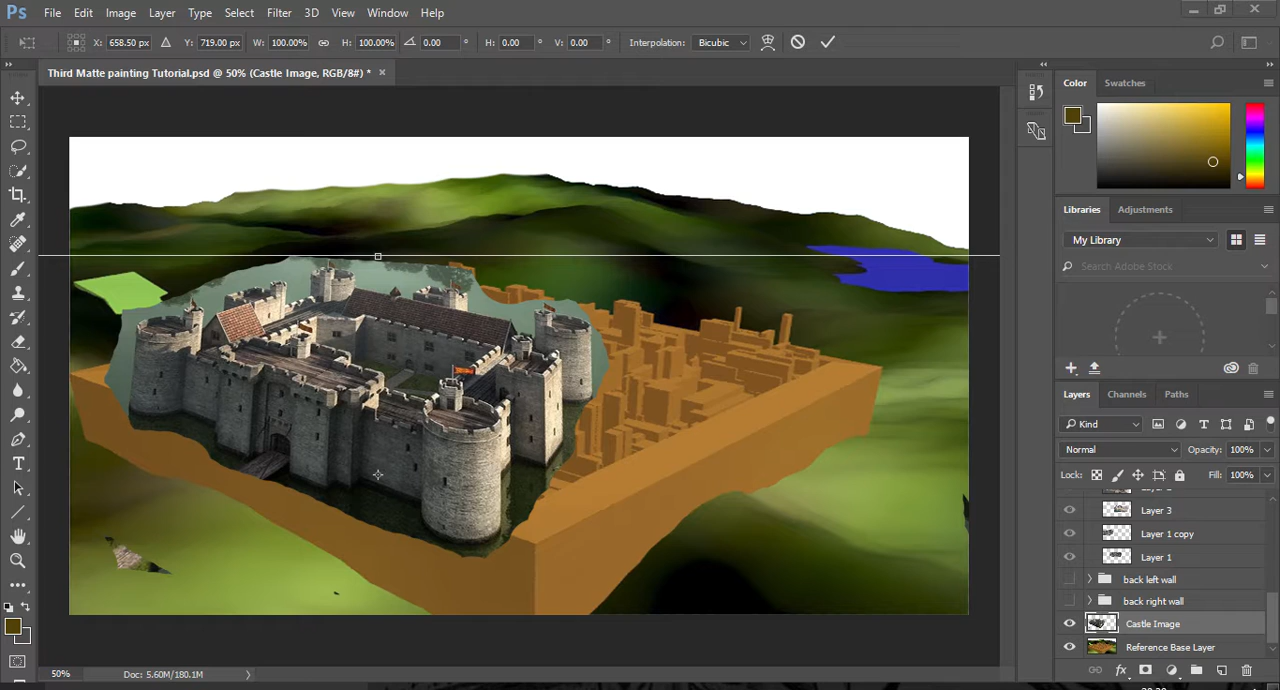 Ps File Edit Image Layer Type Select Filter 3D View Window Help
X: 658.50 px Y: 719.00 px W: 100.00% H: 100.00% 0.00 ° H: 0.00 ° V: 0.00 ° Interpolation: Bicubic
Third Matte painting Tutorial.psd @ 50% (Castle Image, RGB/8#) * ×
Color Swatches
Libraries Adjustments
My Library
Search Adobe Stock
Layers Channels Paths
Kind
Normal Opacity: 100%
Lock: Fill: 100%
Layer 3
Layer 1 copy
Layer 1
back left wall
back right wall
Castle Image
Reference Base Layer
50% Doc: 5.60M/180.1M